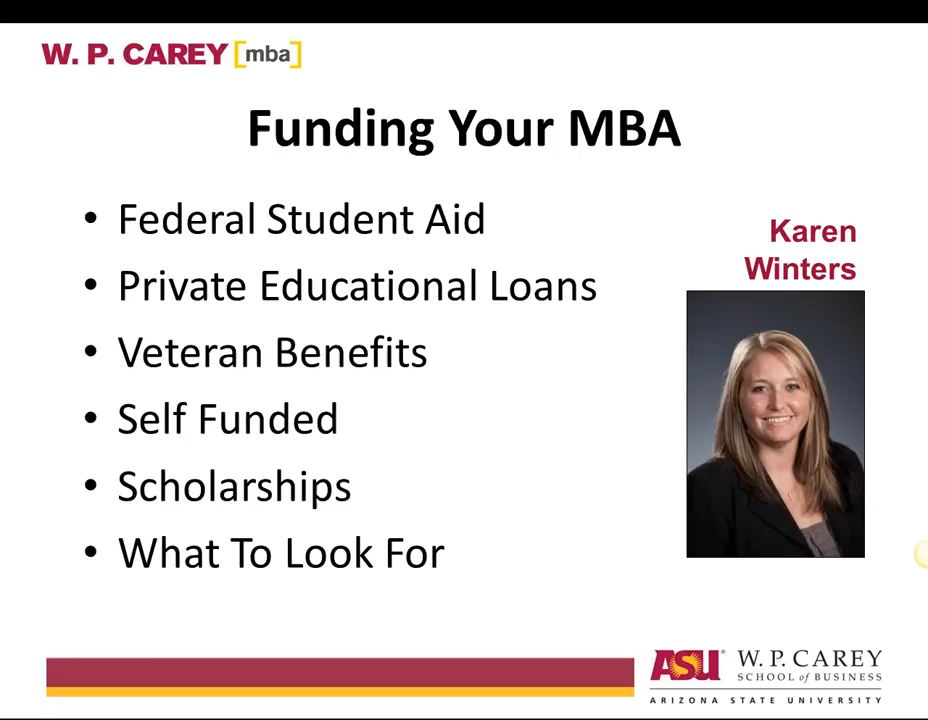 W. P. CAREY [mba]
Funding Your MBA
• Federal Student Aid
• Private Educational Loans
• Veteran Benefits
• Self Funded
• Scholarships
• What To Look For
Karen
Winters
ASU® W. P. CAREY
SCHOOL of BUSINESS
ARIZONA STATE UNIVERSITY